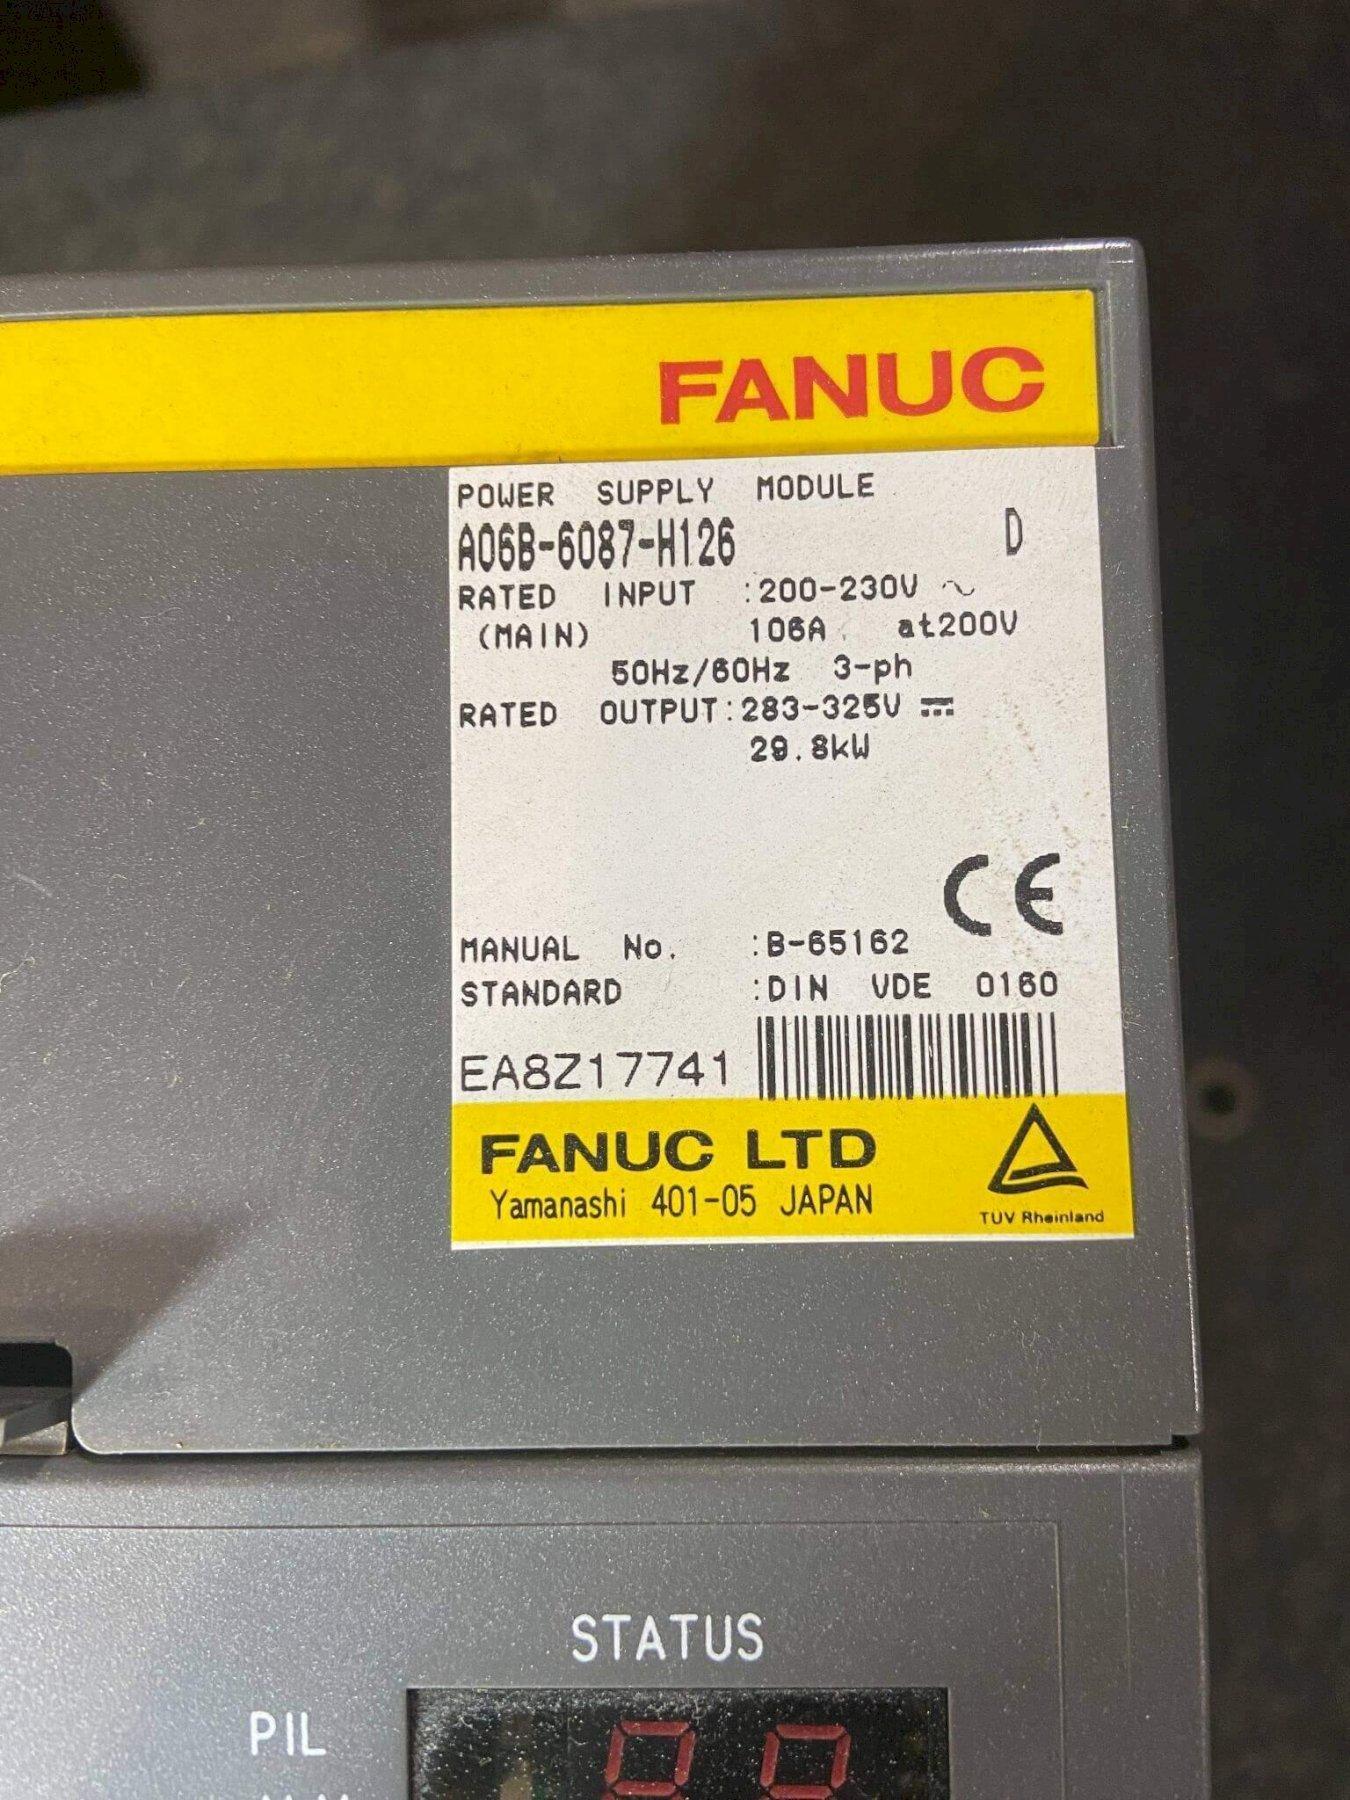 FANUC
POWER SUPPLY MODULE
A06B-6087-H126 D
RATED INPUT :200-230V ~
(MAIN) 106A at200V
50Hz/60Hz 3-ph
RATED OUTPUT:283-325V ⎓
29.8kW
CE
MANUAL No. :B-65162
STANDARD :DIN VDE 0160
EA8Z17741
FANUC LTD
Yamanashi 401-05 JAPAN
TUV Rheinland
STATUS
PIL